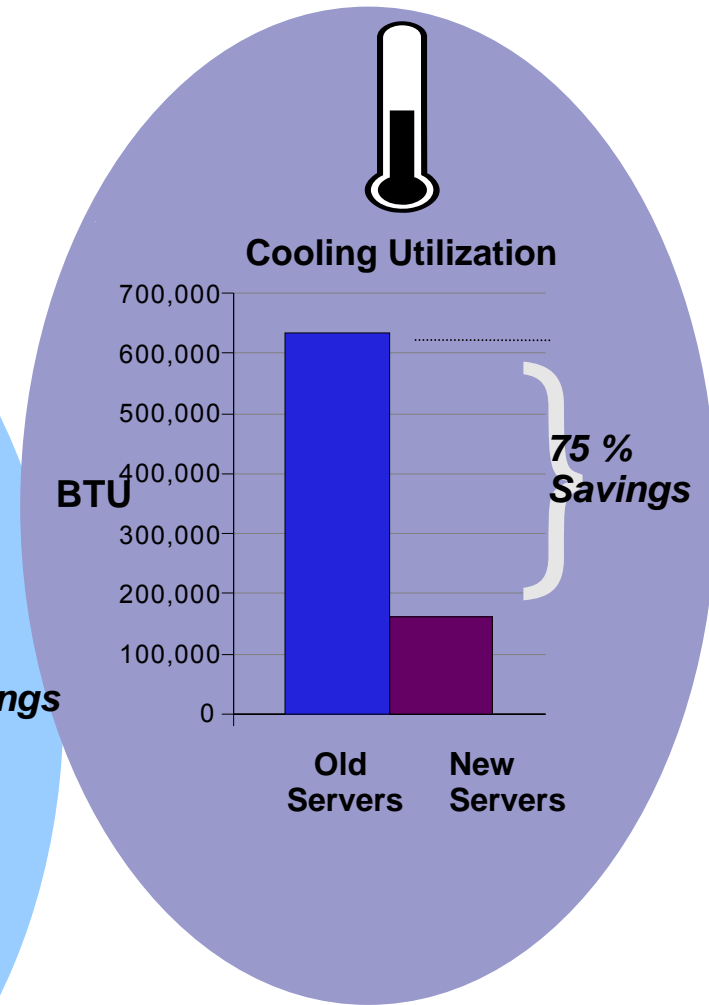 Cooling Utilization
700,000
600,000
500,000
400,000
300,000
200,000
100,000
0
BTU
75 %
Savings
ngs
Old
Servers
New
Servers